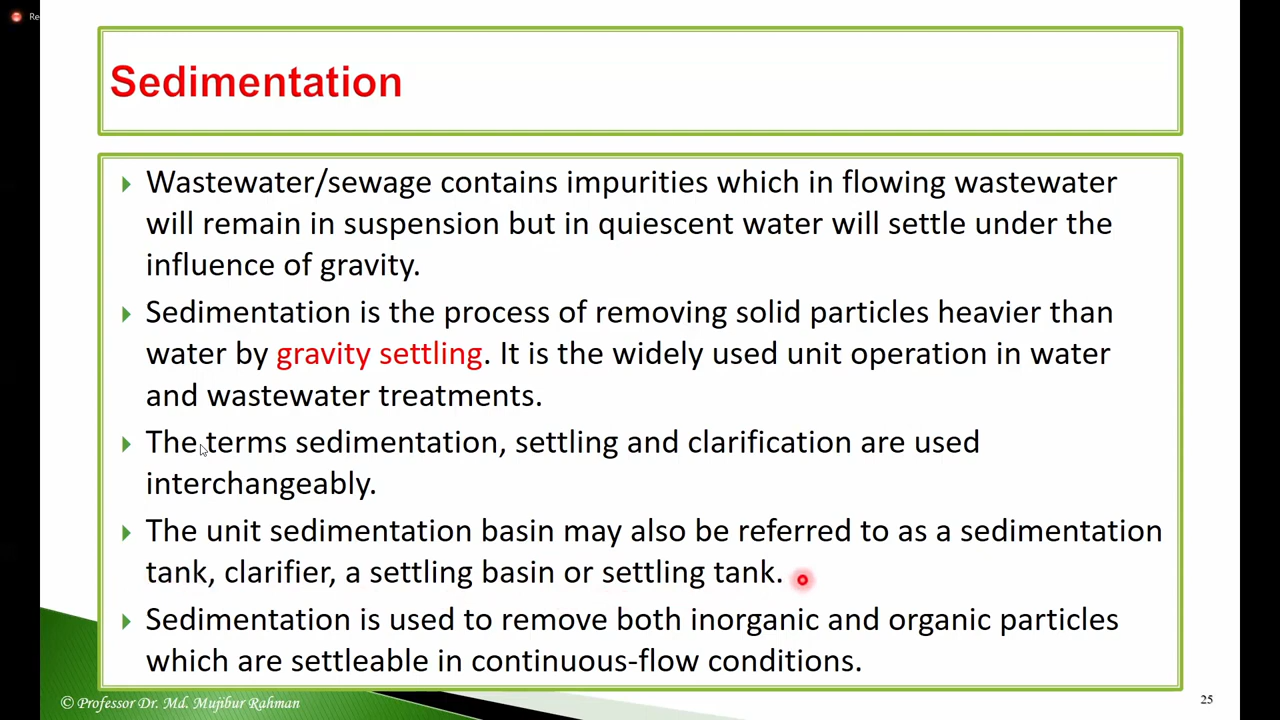 Re
Sedimentation
Wastewater/sewage contains impurities which in flowing wastewater
will remain in suspension but in quiescent water will settle under the
influence of gravity.
Sedimentation is the process of removing solid particles heavier than
water by gravity settling. It is the widely used unit operation in water
and wastewater treatments.
The terms sedimentation, settling and clarification are used
interchangeably.
The unit sedimentation basin may also be referred to as a sedimentation
tank, clarifier, a settling basin or settling tank.
Sedimentation is used to remove both inorganic and organic particles
which are settleable in continuous-flow conditions.
© Professor Dr. Md. Mujibur Rahman
25